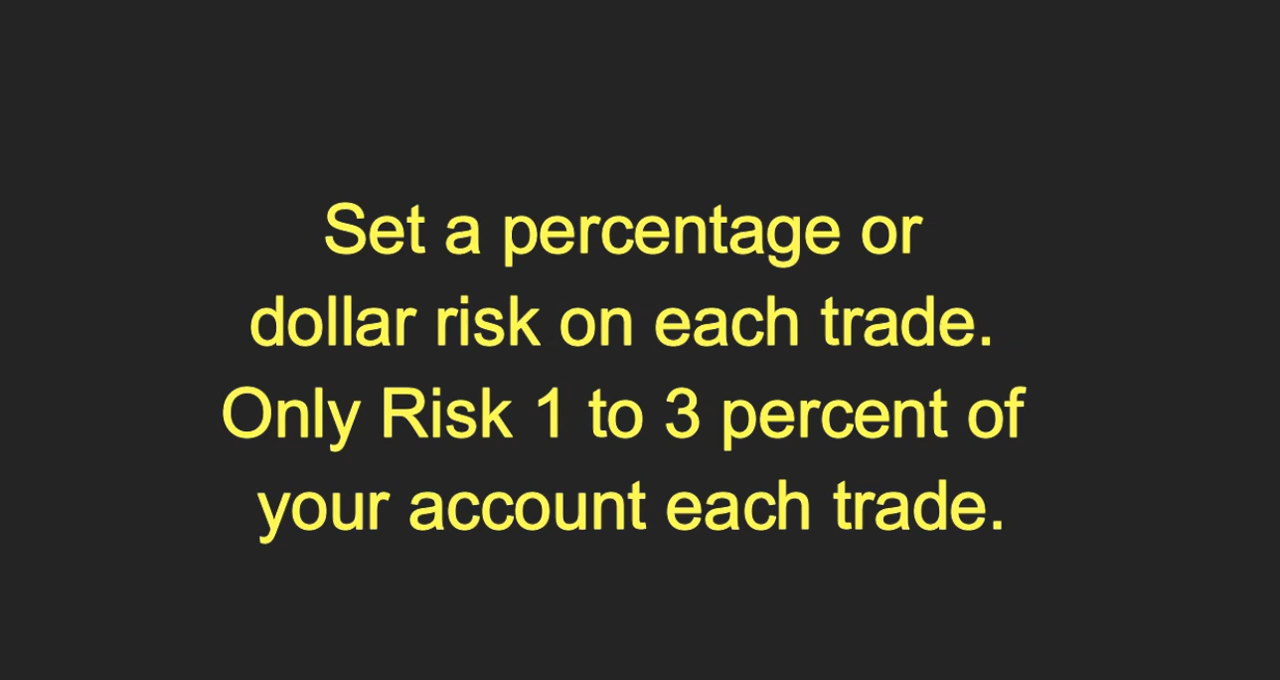 Set a percentage or
dollar risk on each trade.
Only Risk 1 to 3 percent of
your account each trade.